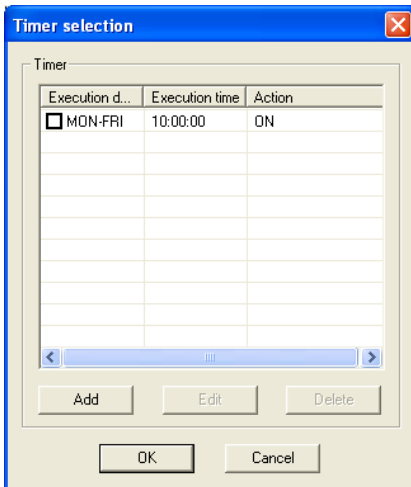 Timer selection
Timer
Execution d... Execution time Action
MON-FRI 10:00:00 ON
Add Edit Delete
OK Cancel